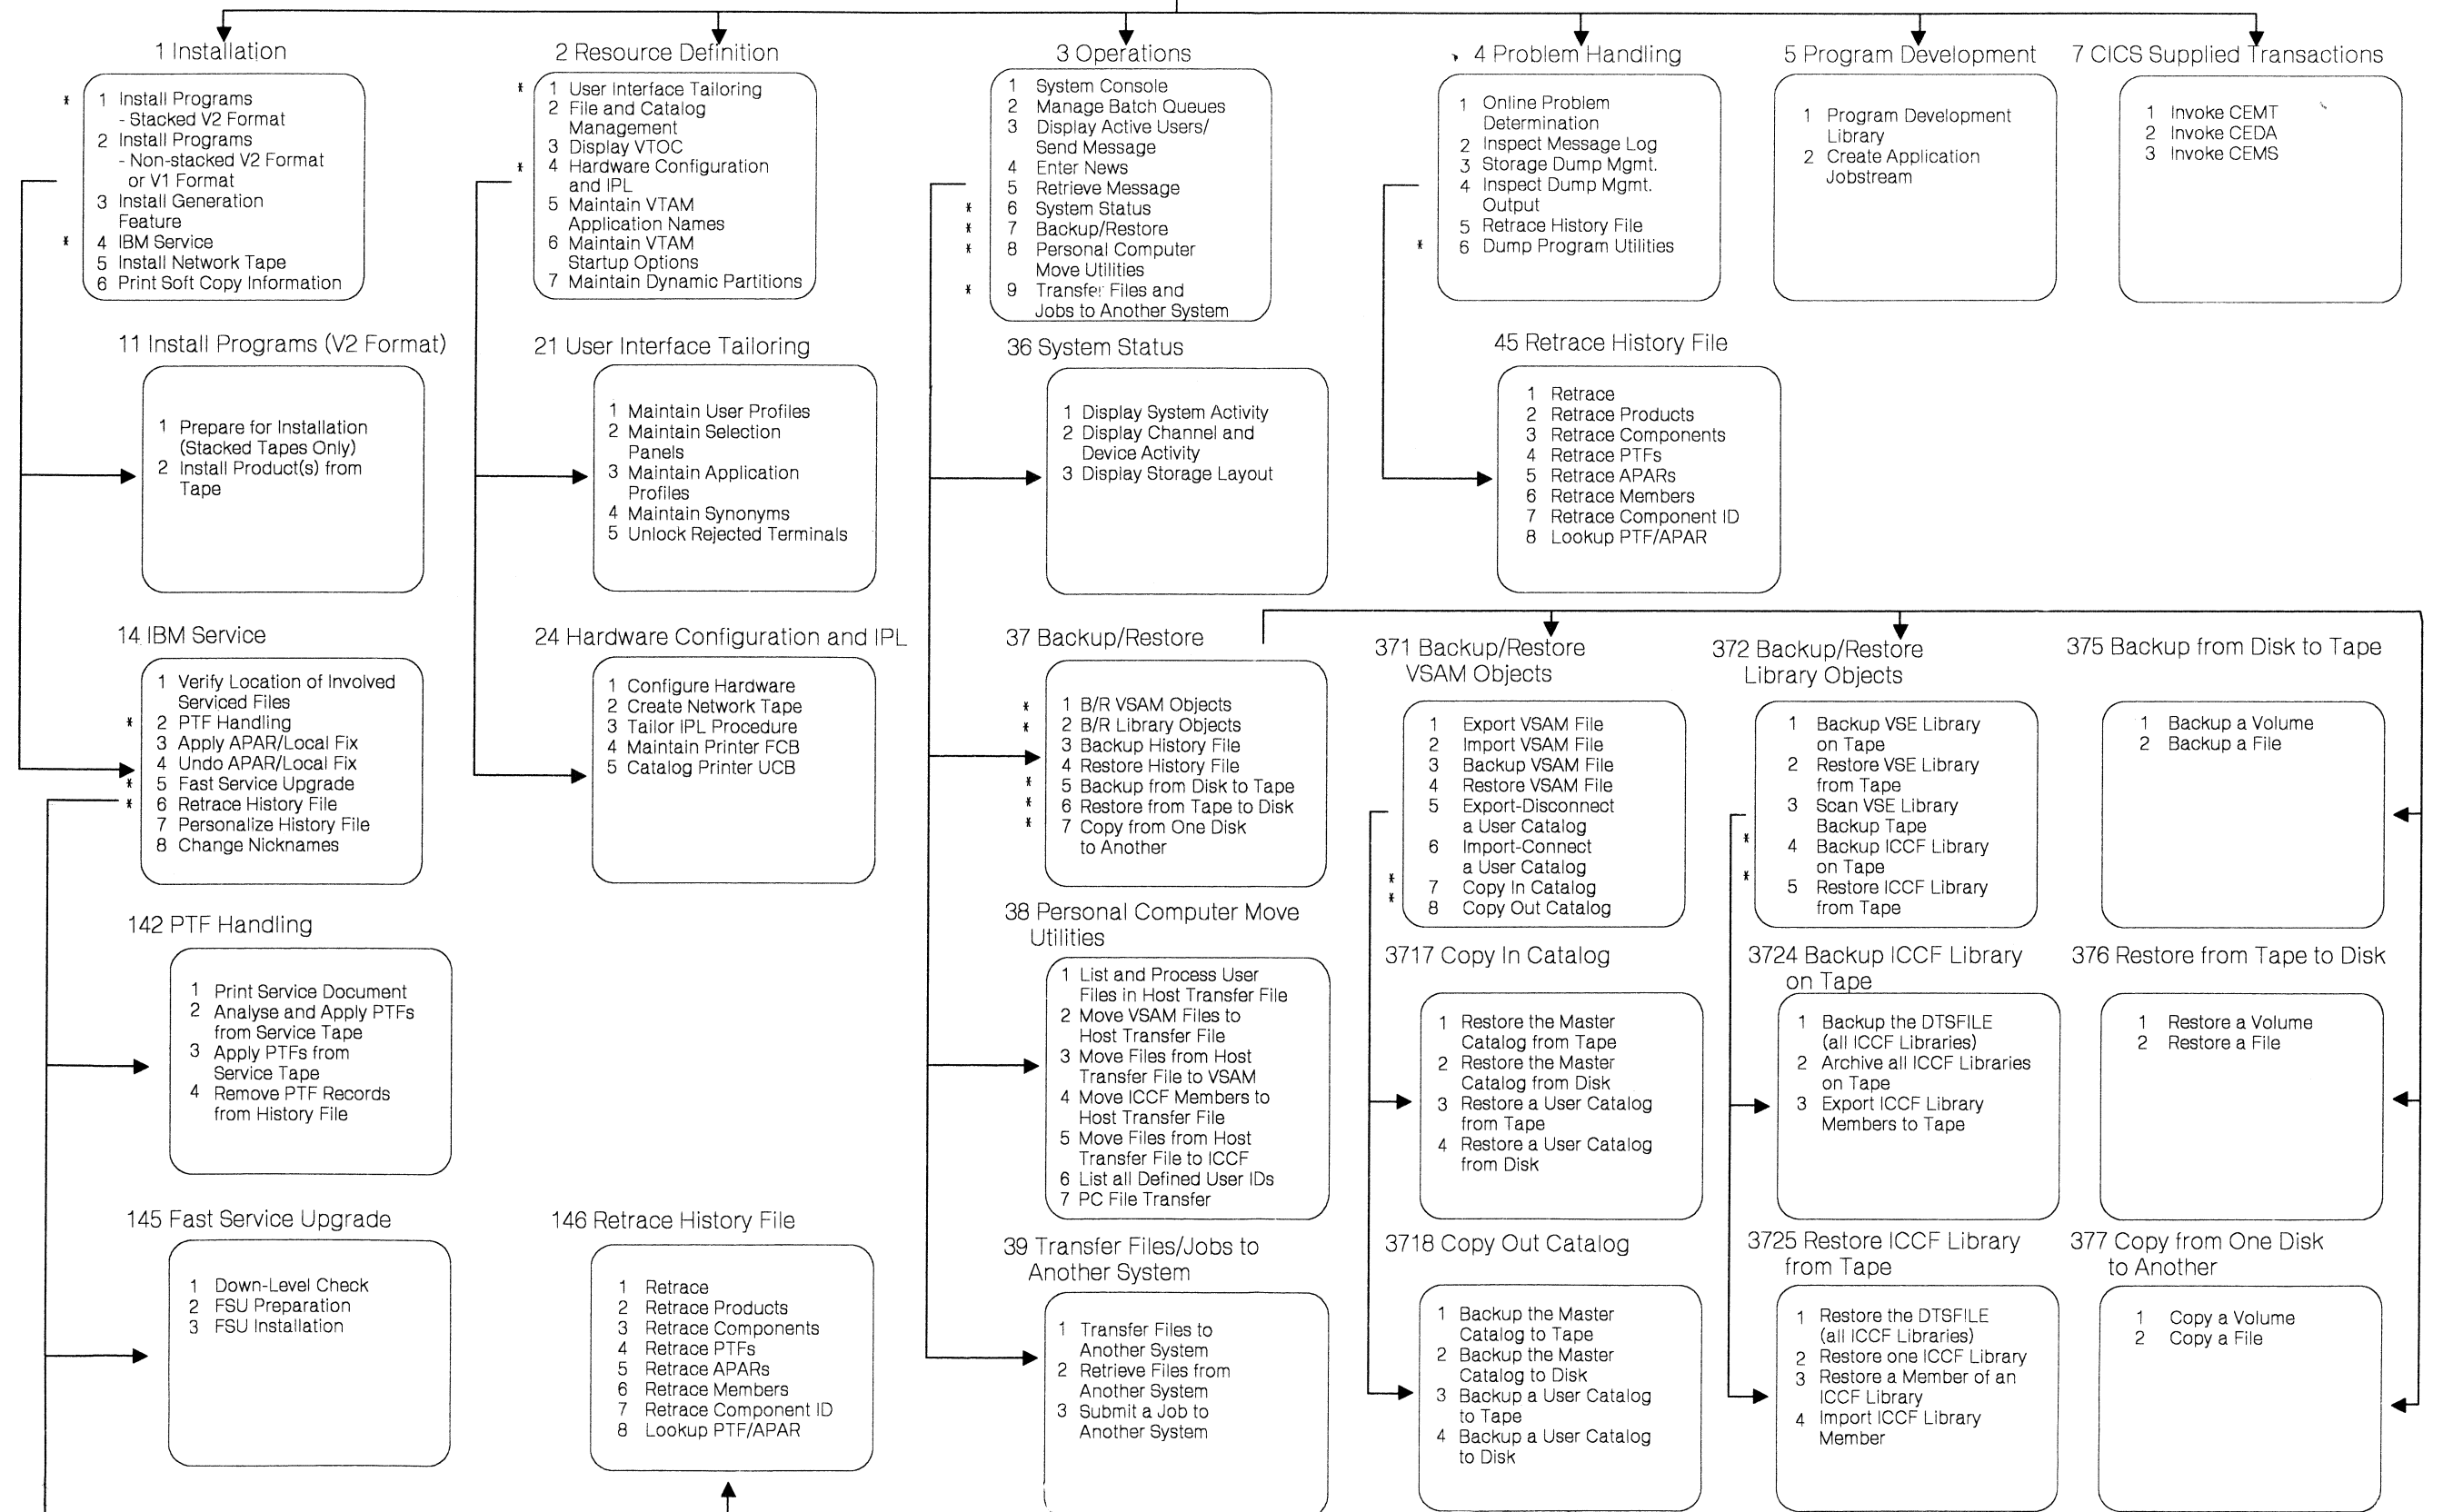 1 Installation
* 1 Install Programs
- Stacked V2 Format
2 Install Programs
- Non-stacked V2 Format
or V1 Format
3 Install Generation
Feature
* 4 IBM Service
5 Install Network Tape
6 Print Soft Copy Information
2 Resource Definition
* 1 User Interface Tailoring
2 File and Catalog
Management
3 Display VTOC
* 4 Hardware Configuration
and IPL
5 Maintain VTAM
Application Names
6 Maintain VTAM
Startup Options
7 Maintain Dynamic Partitions
3 Operations
1 System Console
2 Manage Batch Queues
3 Display Active Users/
Send Message
4 Enter News
5 Retrieve Message
* 6 System Status
* 7 Backup/Restore
* 8 Personal Computer
Move Utilities
* 9 Transfer Files and
Jobs to Another System
4 Problem Handling
1 Online Problem
Determination
2 Inspect Message Log
3 Storage Dump Mgmt.
4 Inspect Dump Mgmt.
Output
5 Retrace History File
* 6 Dump Program Utilities
5 Program Development
1 Program Development
Library
2 Create Application
Jobstream
7 CICS Supplied Transactions
1 Invoke CEMT
2 Invoke CEDA
3 Invoke CEMS
11 Install Programs (V2 Format)
1 Prepare for Installation
(Stacked Tapes Only)
2 Install Product(s) from
Tape
21 User Interface Tailoring
1 Maintain User Profiles
2 Maintain Selection
Panels
3 Maintain Application
Profiles
4 Maintain Synonyms
5 Unlock Rejected Terminals
36 System Status
1 Display System Activity
2 Display Channel and
Device Activity
3 Display Storage Layout
45 Retrace History File
1 Retrace
2 Retrace Products
3 Retrace Components
4 Retrace PTFs
5 Retrace APARs
6 Retrace Members
7 Retrace Component ID
8 Lookup PTF/APAR
14 IBM Service
1 Verify Location of Involved
Serviced Files
* 2 PTF Handling
3 Apply APAR/Local Fix
4 Undo APAR/Local Fix
* 5 Fast Service Upgrade
* 6 Retrace History File
7 Personalize History File
8 Change Nicknames
24 Hardware Configuration and IPL
1 Configure Hardware
2 Create Network Tape
3 Tailor IPL Procedure
4 Maintain Printer FCB
5 Catalog Printer UCB
37 Backup/Restore
* 1 B/R VSAM Objects
* 2 B/R Library Objects
3 Backup History File
4 Restore History File
* 5 Backup from Disk to Tape
* 6 Restore from Tape to Disk
* 7 Copy from One Disk
to Another
371 Backup/Restore
VSAM Objects
1 Export VSAM File
2 Import VSAM File
3 Backup VSAM File
4 Restore VSAM File
5 Export-Disconnect
a User Catalog
6 Import-Connect
a User Catalog
* 7 Copy In Catalog
* 8 Copy Out Catalog
372 Backup/Restore
Library Objects
1 Backup VSE Library
on Tape
2 Restore VSE Library
from Tape
3 Scan VSE Library
Backup Tape
* 4 Backup ICCF Library
on Tape
* 5 Restore ICCF Library
from Tape
375 Backup from Disk to Tape
1 Backup a Volume
2 Backup a File
142 PTF Handling
1 Print Service Document
2 Analyse and Apply PTFs
from Service Tape
3 Apply PTFs from
Service Tape
4 Remove PTF Records
from History File
38 Personal Computer Move
Utilities
1 List and Process User
Files in Host Transfer File
2 Move VSAM Files to
Host Transfer File
3 Move Files from Host
Transfer File to VSAM
4 Move ICCF Members to
Host Transfer File
5 Move Files from Host
Transfer File to ICCF
6 List all Defined User IDs
7 PC File Transfer
3717 Copy In Catalog
1 Restore the Master
Catalog from Tape
2 Restore the Master
Catalog from Disk
3 Restore a User Catalog
from Tape
4 Restore a User Catalog
from Disk
3724 Backup ICCF Library
on Tape
1 Backup the DTSFILE
(all ICCF Libraries)
2 Archive all ICCF Libraries
on Tape
3 Export ICCF Library
Members to Tape
376 Restore from Tape to Disk
1 Restore a Volume
2 Restore a File
145 Fast Service Upgrade
1 Down-Level Check
2 FSU Preparation
3 FSU Installation
146 Retrace History File
1 Retrace
2 Retrace Products
3 Retrace Components
4 Retrace PTFs
5 Retrace APARs
6 Retrace Members
7 Retrace Component ID
8 Lookup PTF/APAR
39 Transfer Files/Jobs to
Another System
1 Transfer Files to
Another System
2 Retrieve Files from
Another System
3 Submit a Job to
Another System
3718 Copy Out Catalog
1 Backup the Master
Catalog to Tape
2 Backup the Master
Catalog to Disk
3 Backup a User Catalog
to Tape
4 Backup a User Catalog
to Disk
3725 Restore ICCF Library
from Tape
1 Restore the DTSFILE
(all ICCF Libraries)
2 Restore one ICCF Library
3 Restore a Member of an
ICCF Library
4 Import ICCF Library
Member
377 Copy from One Disk
to Another
1 Copy a Volume
2 Copy a File